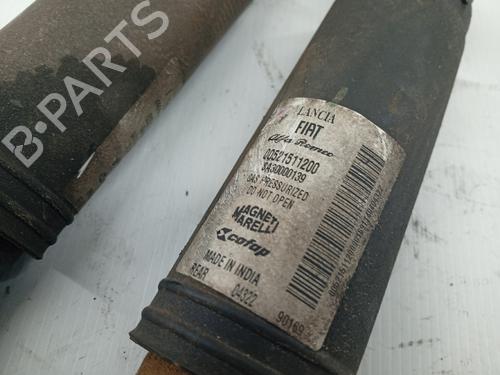 B-PARTS
LANCIA
FIAT
Alfa Romeo
00521511200
SA30000139
GAS PRESSURIZED
DO NOT OPEN
MAGNETI
MARELLI
cofap
MADE IN INDIA
REAR 04322 90169